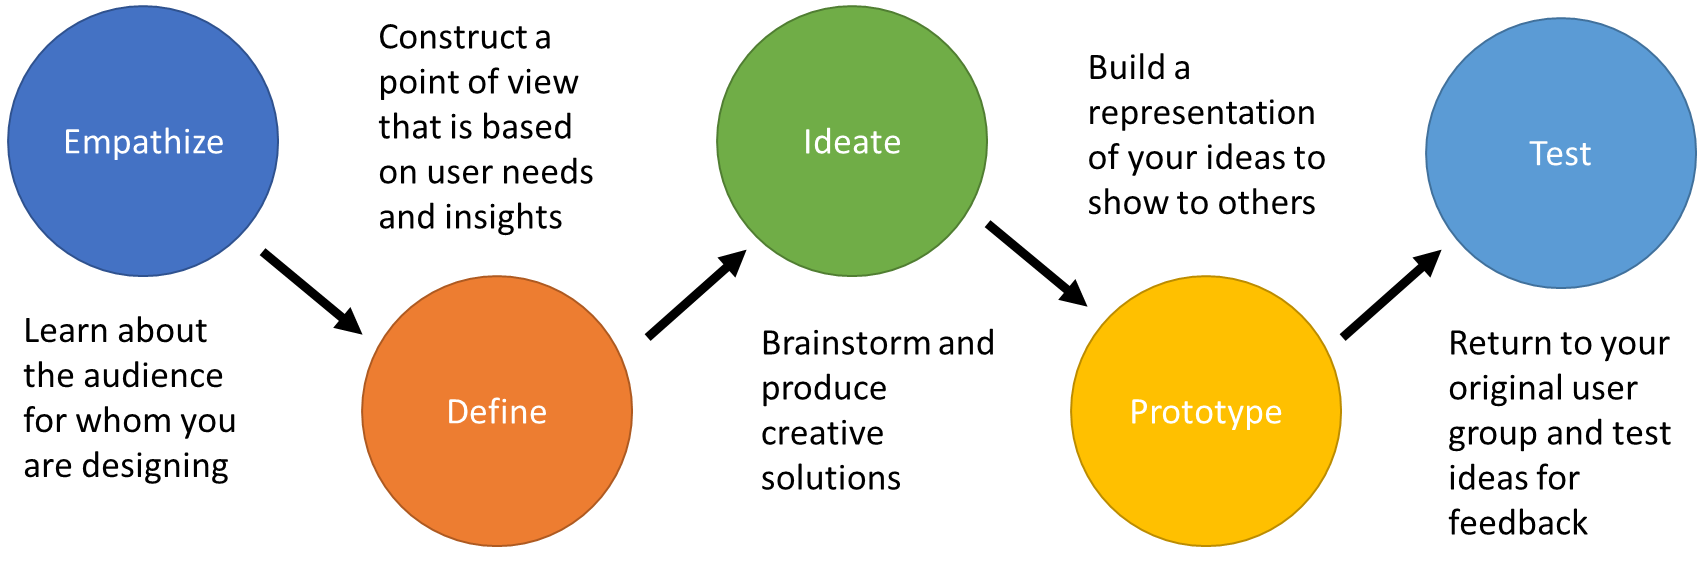 Empathize
Learn about
the audience
for whom you
are designing
Construct a
point of view
that is based
on user needs
and insights
Define
Ideate
Brainstorm and
produce
creative
solutions
Build a
representation
of your ideas to
show to others
Prototype
Test
Return to your
original user
group and test
ideas for
feedback